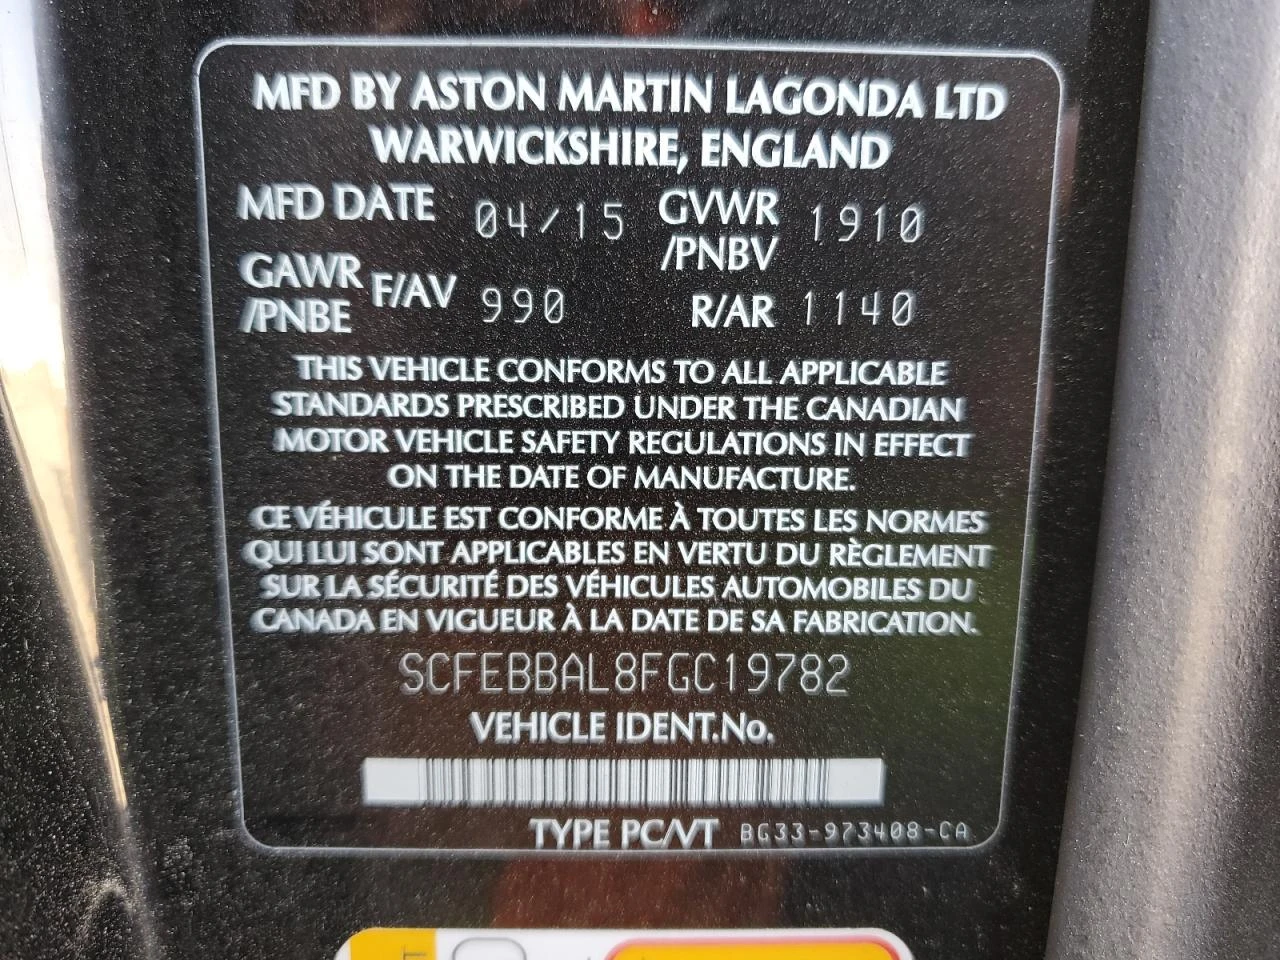 MFD BY ASTON MARTIN LAGONDA LTD
WARWICKSHIRE, ENGLAND
MFD DATE 04/15 GVWR /PNBV 1910
GAWR /PNBE F/AV 990 R/AR 1140
THIS VEHICLE CONFORMS TO ALL APPLICABLE
STANDARDS PRESCRIBED UNDER THE CANADIAN
MOTOR VEHICLE SAFETY REGULATIONS IN EFFECT
ON THE DATE OF MANUFACTURE.
CE VÉHICULE EST CONFORME À TOUTES LES NORMES
QUI LUI SONT APPLICABLES EN VERTU DU RÈGLEMENT
SUR LA SÉCURITÉ DES VÉHICULES AUTOMOBILES DU
CANADA EN VIGUEUR À LA DATE DE SA FABRICATION.
SCFEBBAL8FGC19782
VEHICLE IDENT.No.
TYPE PC/VT BG33-973408-CA